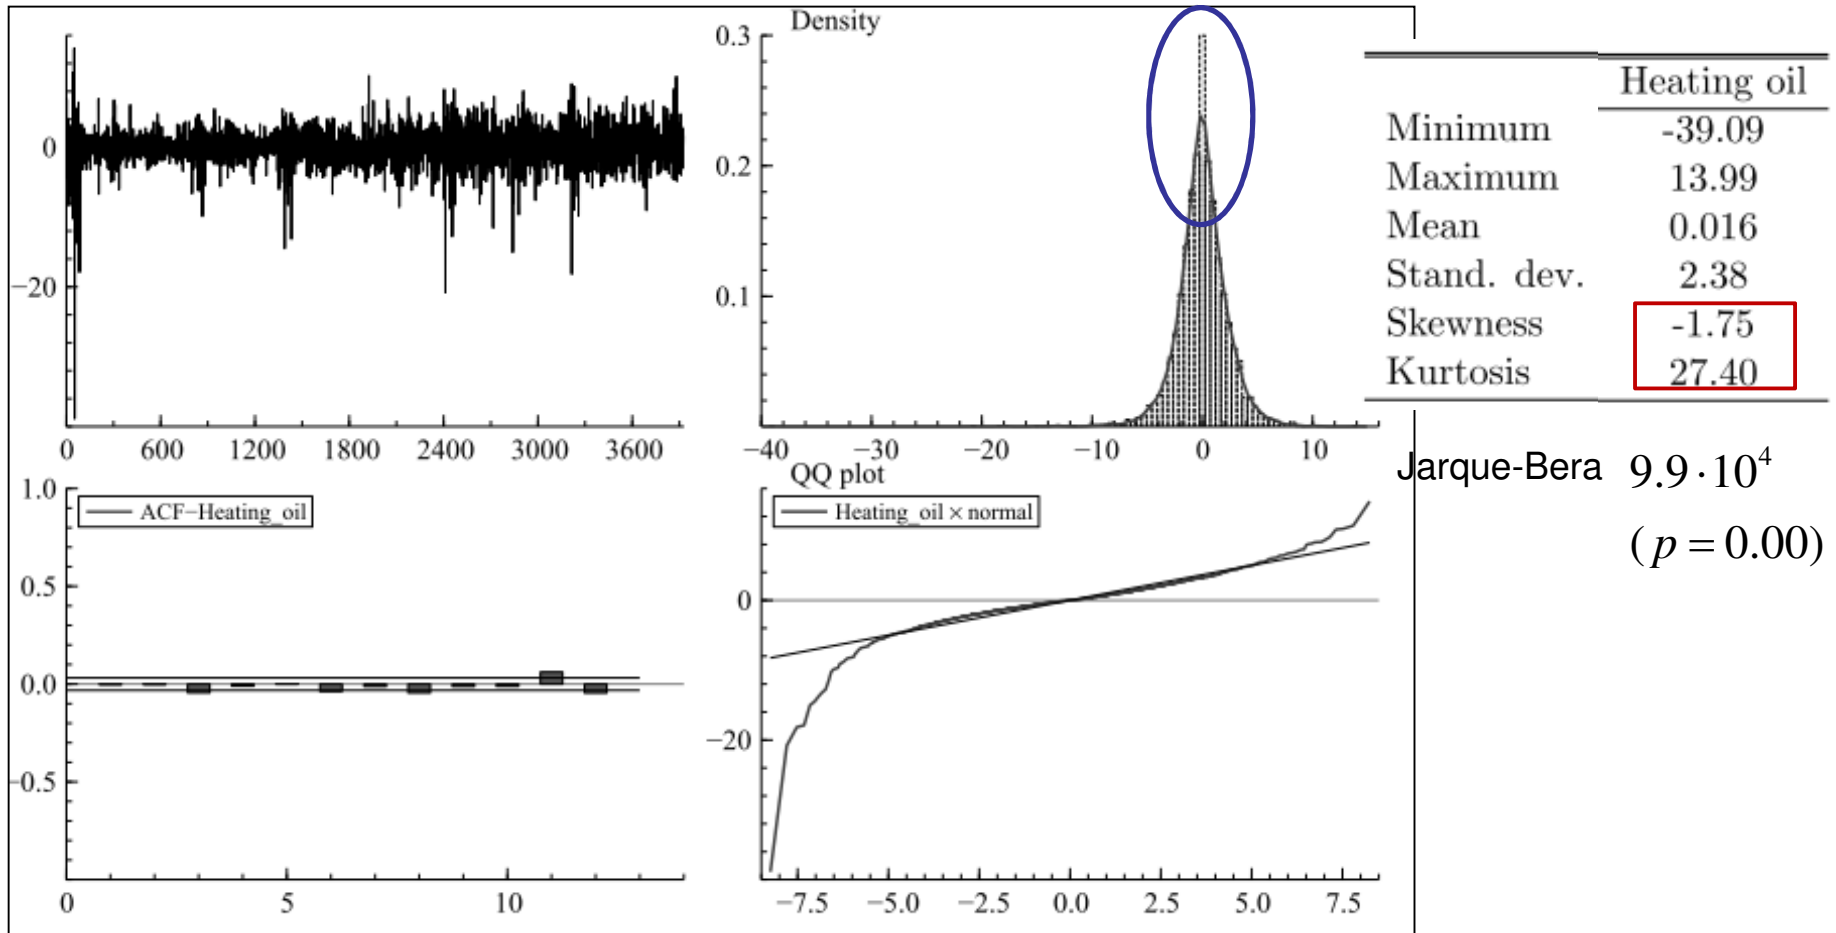 0
−20
0 600 1200 1800 2400 3000 3600
Density
0.3
0.2
0.1
−40 −30 −20 −10 0 10
Heating oil
Minimum -39.09
Maximum 13.99
Mean 0.016
Stand. dev. 2.38
Skewness -1.75
Kurtosis 27.40
Jarque-Bera 9.9·10⁴
(p = 0.00)
1.0
ACF−Heating_oil
0.5
0.0
−0.5
0 5 10
QQ plot
Heating_oil × normal
0
−20
−7.5 −5.0 −2.5 0.0 2.5 5.0 7.5